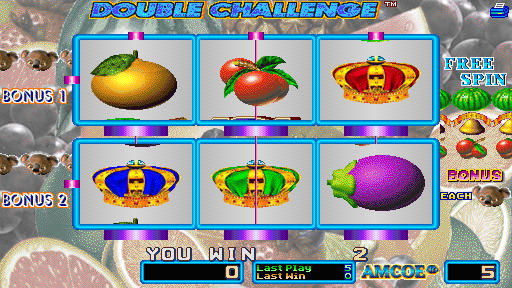 DOUBLE CHALLENGE™
FREE
SPIN
BONUS 1
BONUS
EACH
BONUS 2
YOU WIN 2
0
Last Play 5
Last Win 0
AMCOE®
5